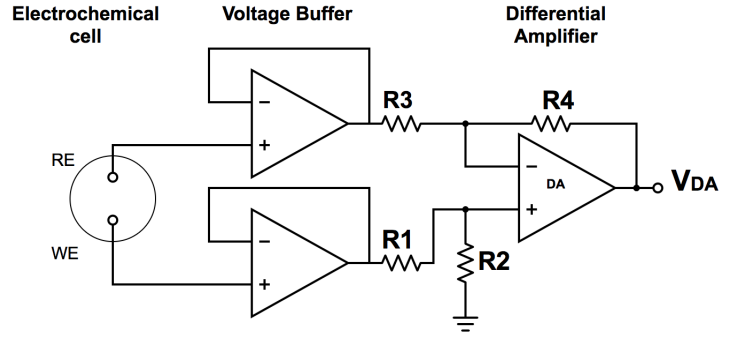 Electrochemical
cell
Voltage Buffer
Differential
Amplifier
R3
R4
−
+
RE
−
DA
+
VDA
WE
−
+
R1
R2